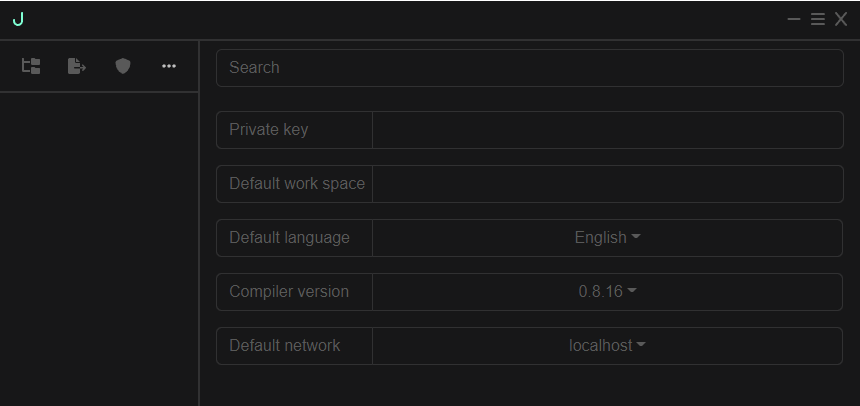 J
Search
Private key
Default work space
Default language English
Compiler version 0.8.16
Default network localhost